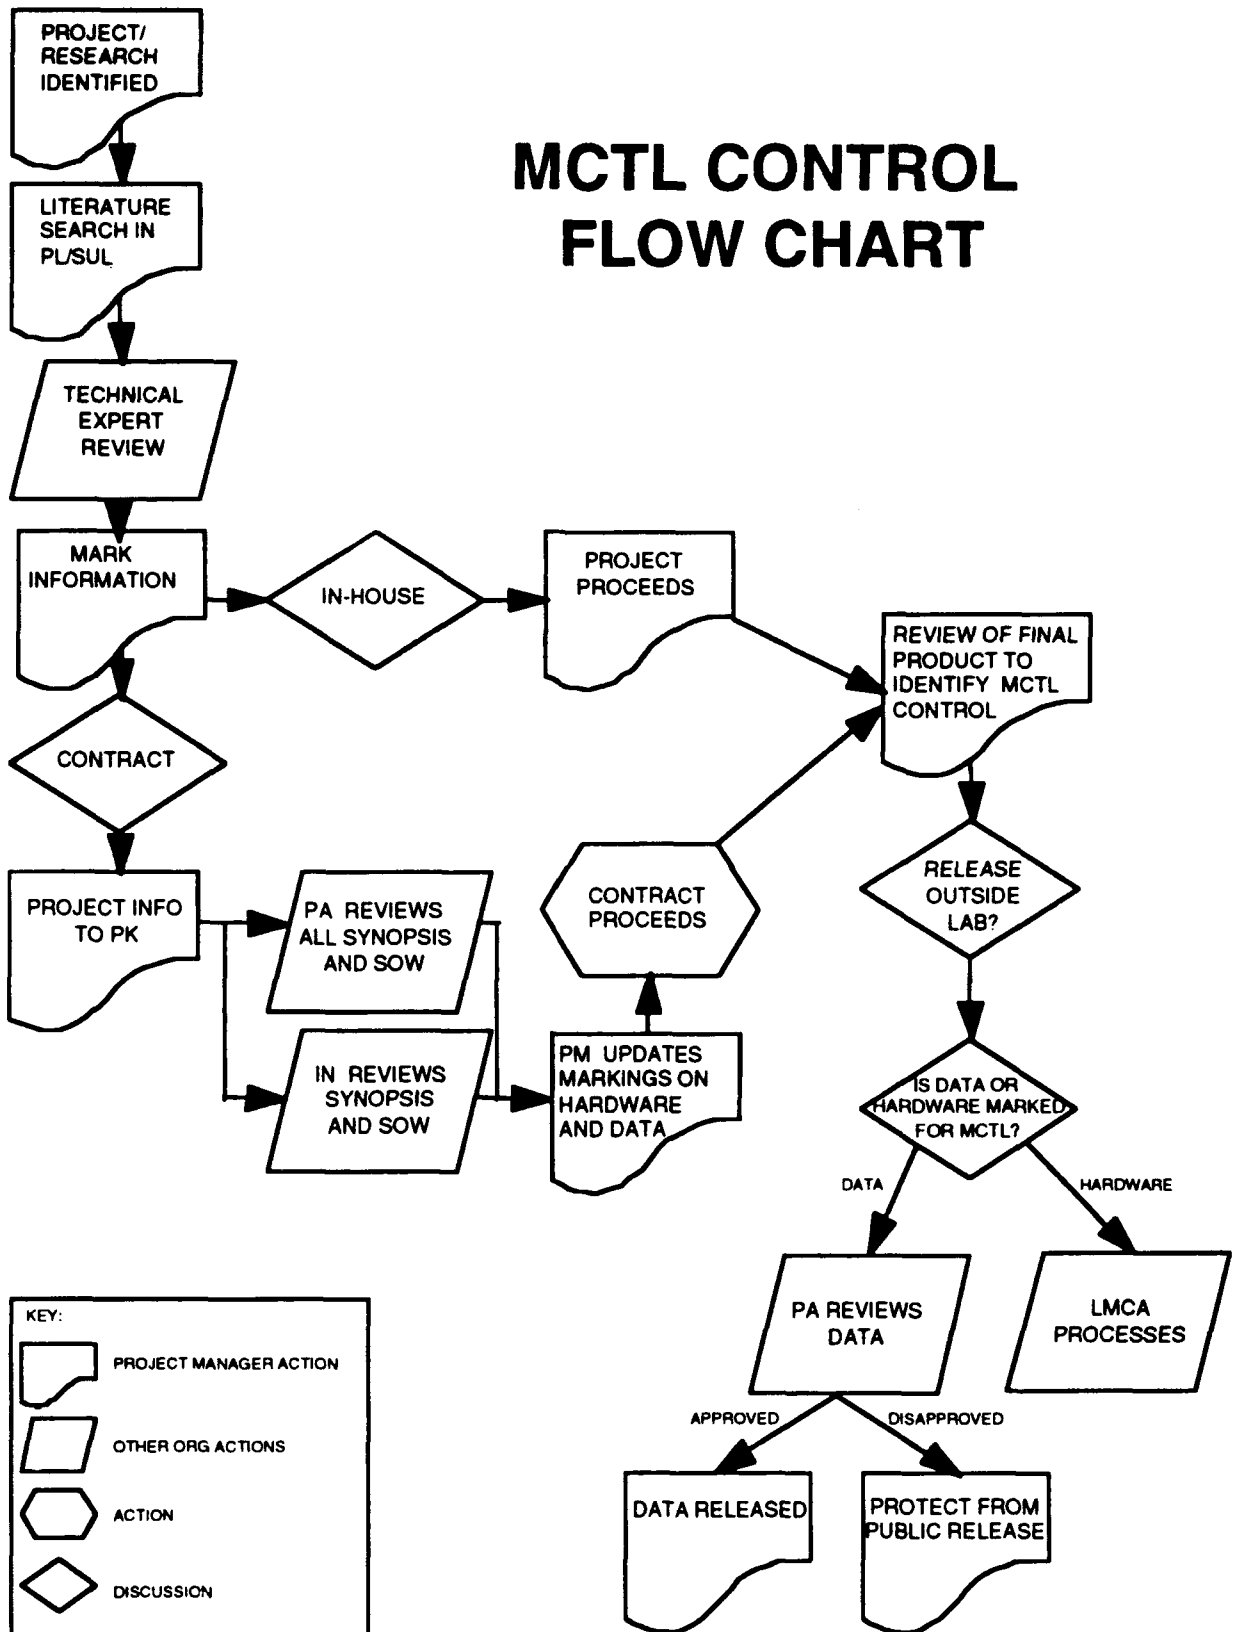 PROJECT/
RESEARCH
IDENTIFIED
MCTL CONTROL
FLOW CHART
LITERATURE
SEARCH IN
PL/SUL
TECHNICAL
EXPERT
REVIEW
MARK
INFORMATION
IN-HOUSE
PROJECT
PROCEEDS
REVIEW OF FINAL
PRODUCT TO
IDENTIFY MCTL
CONTROL
CONTRACT
PROJECT INFO
TO PK
PA REVIEWS
ALL SYNOPSIS
AND SOW
IN REVIEWS
SYNOPSIS
AND SOW
CONTRACT
PROCEEDS
PM UPDATES
MARKINGS ON
HARDWARE
AND DATA
RELEASE
OUTSIDE
LAB?
IS DATA OR
HARDWARE MARKED
FOR MCTL?
DATA
HARDWARE
PA REVIEWS
DATA
LMCA
PROCESSES
APPROVED
DISAPPROVED
DATA RELEASED
PROTECT FROM
PUBLIC RELEASE
KEY:
PROJECT MANAGER ACTION
OTHER ORG ACTIONS
ACTION
DISCUSSION